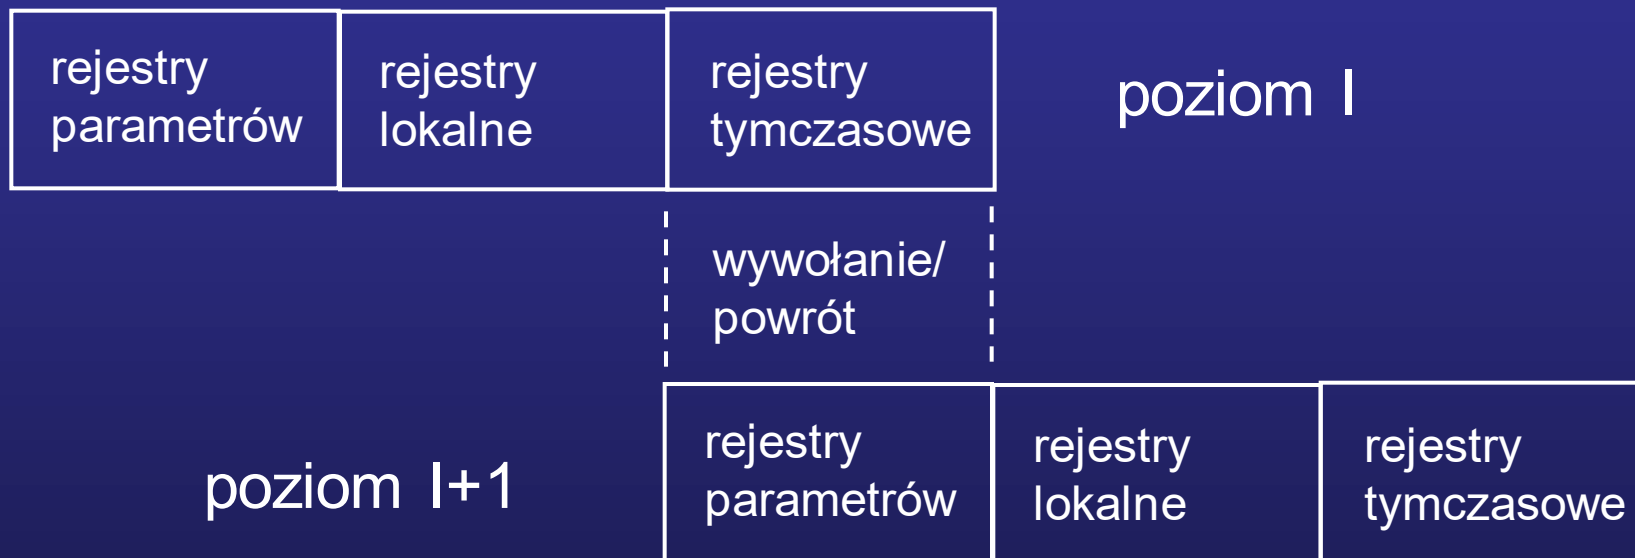 rejestry
parametrów
rejestry
lokalne
rejestry
tymczasowe
poziom I
wywołanie/
powrót
poziom I+1
rejestry
parametrów
rejestry
lokalne
rejestry
tymczasowe